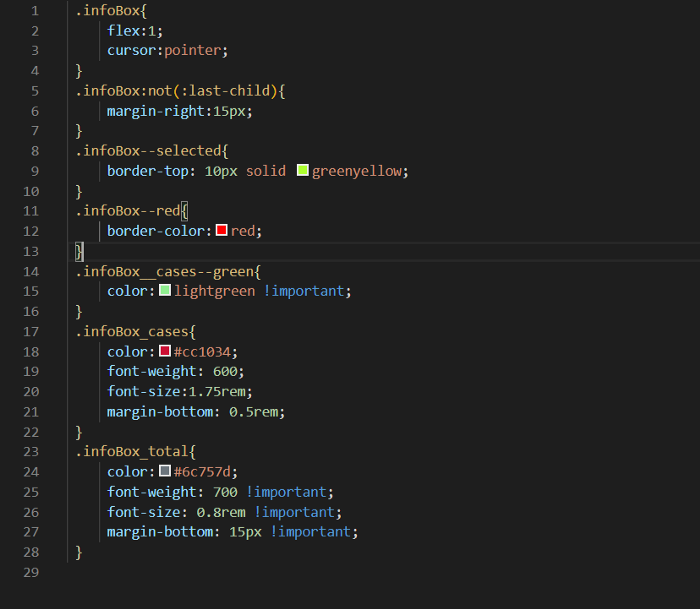 1 .infoBox{
2 flex:1;
3 cursor:pointer;
4 }
5 .infoBox:not(:last-child){
6 margin-right:15px;
7 }
8 .infoBox--selected{
9 border-top: 10px solid greenyellow;
10 }
11 .infoBox--red{
12 border-color:red;
13 }
14 .infoBox__cases--green{
15 color:lightgreen !important;
16 }
17 .infoBox_cases{
18 color:#cc1034;
19 font-weight: 600;
20 font-size:1.75rem;
21 margin-bottom: 0.5rem;
22 }
23 .infoBox_total{
24 color:#6c757d;
25 font-weight: 700 !important;
26 font-size: 0.8rem !important;
27 margin-bottom: 15px !important;
28 }
29